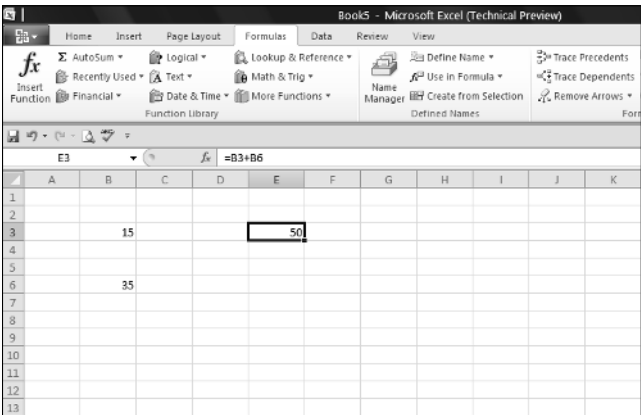 Book5 - Microsoft Excel (Technical Preview)
Home Insert Page Layout Formulas Data Review View
fx Insert Function
Σ AutoSum
Recently Used
Financial
Logical
Text
Date & Time
Lookup & Reference
Math & Trig
More Functions
Function Library
Name Manager
Define Name
Use in Formula
Create from Selection
Defined Names
Trace Precedents
Trace Dependents
Remove Arrows
For
E3 fx =B3+B6
A B C D E F G H I J K
1
2
3 15 50
4
5
6 35
7
8
9
10
11
12
13